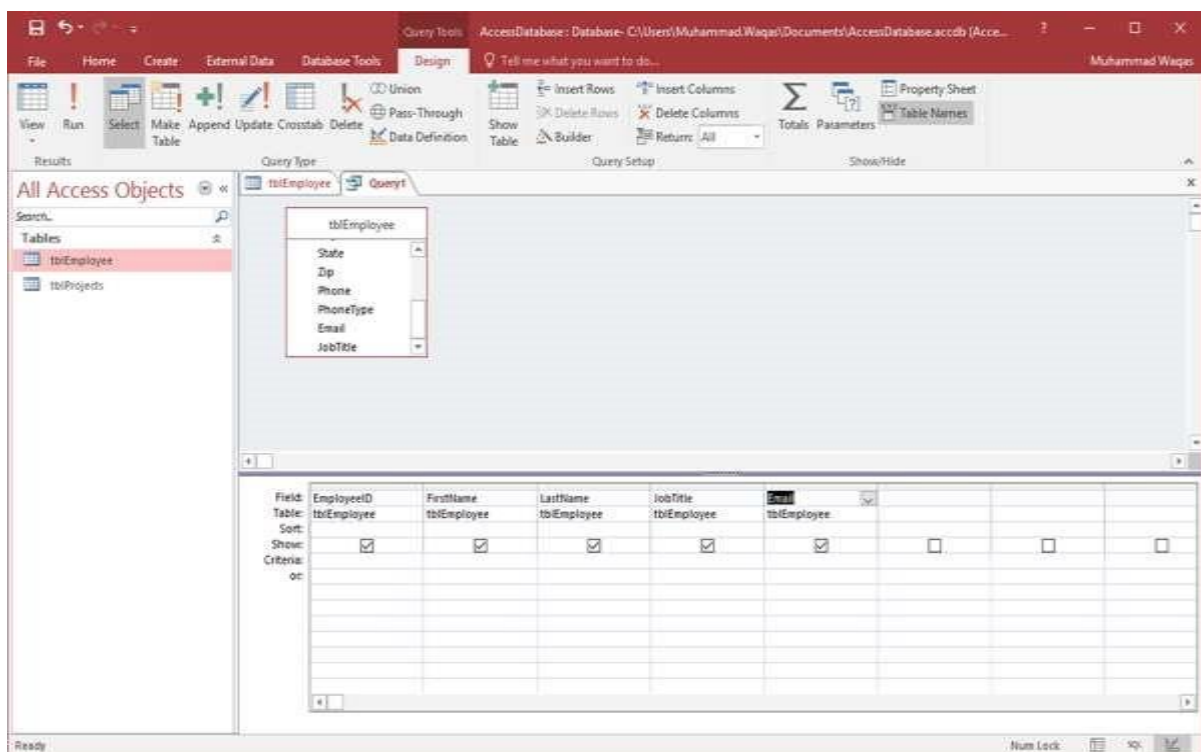 Query Tools AccessDatabase : Database- C:\Users\Muhammad.Waqas\Documents\AccessDatabase.accdb (Acce... ?
File Home Create External Data Database Tools Design Tell me what you want to do... Muhammad Waqas
View Run Select Make Table Append Update Crosstab Delete
Union
Pass-Through
Data Definition
Show Table
Insert Rows
Delete Rows
Builder
Insert Columns
Delete Columns
Return: All
Totals Parameters
Property Sheet
Table Names
Results Query Type Query Setup Show/Hide
All Access Objects
Search...
Tables
tblEmployee
tblProjects
tblEmployee Query1
tblEmployee
State
Zip
Phone
PhoneType
Email
JobTitle
Field: EmployeeID FirstName LastName JobTitle Email
Table: tblEmployee tblEmployee tblEmployee tblEmployee tblEmployee
Sort:
Show:
Criteria:
or:
Ready Num Lock SQL